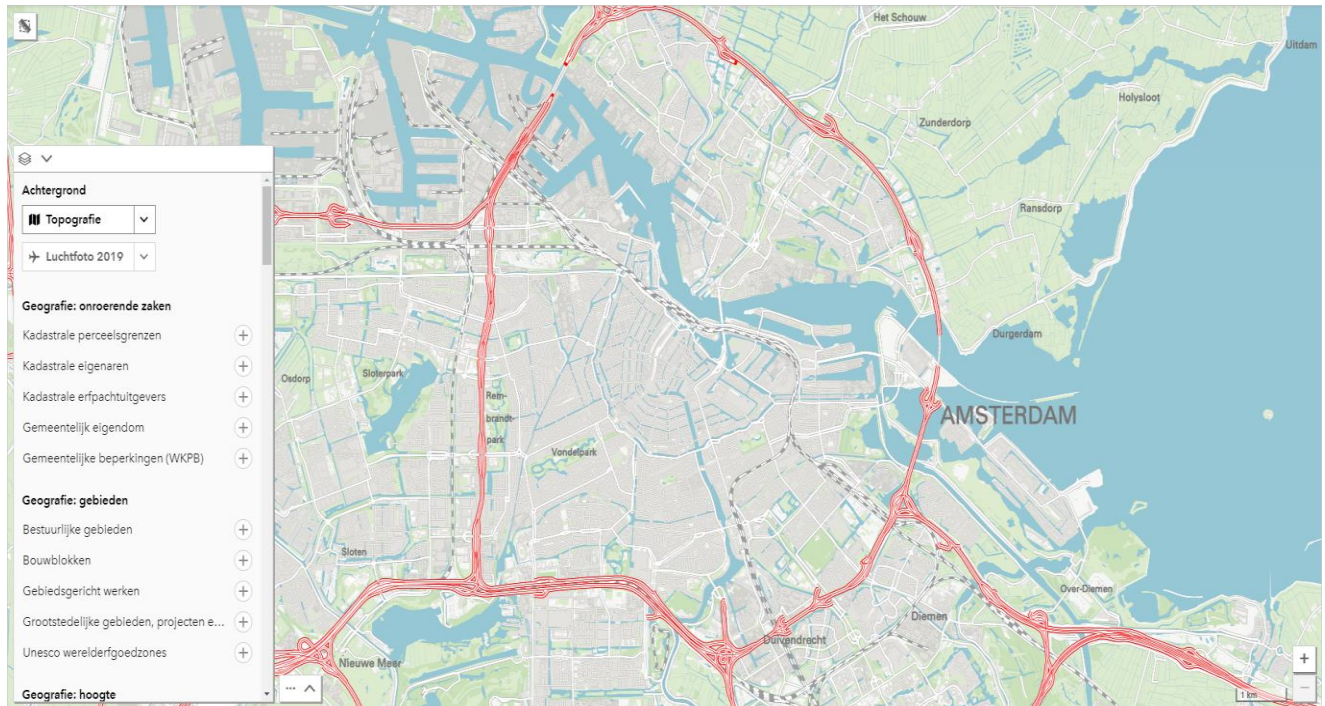 Het Schouw
Uitdam
Holysloot
Zunderdorp
Ransdorp
Durgerdam
Achtergrond
Topografie
Luchtfoto 2019
Geografie: onroerende zaken
Kadastrale perceelsgrenzen
Kadastrale eigenaren
Kadastrale erfpachtuitgevers
Gemeentelijk eigendom
Gemeentelijke beperkingen (WKPB)
Geografie: gebieden
Bestuurlijke gebieden
Bouwblokken
Gebiedsgericht werken
Grootstedelijke gebieden, projecten e...
Unesco werelderfgoedzones
Geografie: hoogte
Osdorp
Sloterpark
Rem-
brandt-
park
Vondelpark
AMSTERDAM
Sloten
Nieuwe Meer
Duivendrecht
Diemen
Over-Diemen
1 km